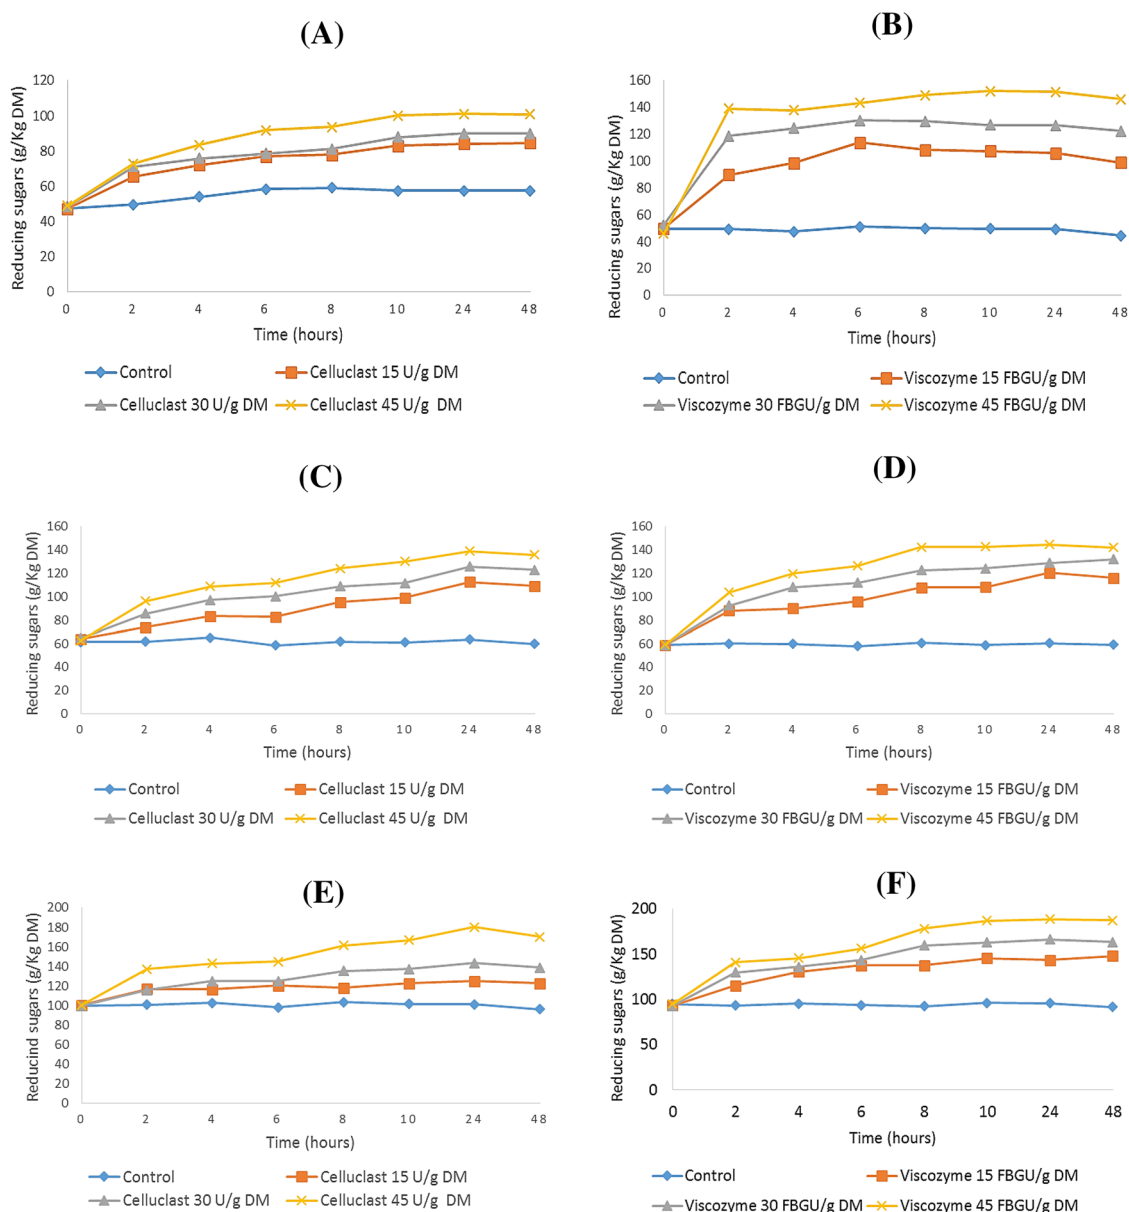 (A)
Reducing sugars (g/Kg DM)
120
100
80
60
40
20
0
0 2 4 6 8 10 24 48
Time (hours)
Control Celluclast 15 U/g DM
Celluclast 30 U/g DM Celluclast 45 U/g DM
(B)
Reducing sugars (g/Kg DM)
160
140
120
100
80
60
40
20
0
0 2 4 6 8 10 24 48
Time (hours)
Control Viscozyme 15 FBGU/g DM
Viscozyme 30 FBGU/g DM Viscozyme 45 FBGU/g DM
(C)
Reducing sugars (g/Kg DM)
160
140
120
100
80
60
40
20
0
0 2 4 6 8 10 24 48
Time (hours)
Control Celluclast 15 U/g DM
Celluclast 30 U/g DM Celluclast 45 U/g DM
(D)
Reducing sugars (g/Kg DM)
160
140
120
100
80
60
40
20
0
0 2 4 6 8 10 24 48
Time (hours)
Control Viscozyme 15 FBGU/g DM
Viscozyme 30 FBGU/g DM Viscozyme 45 FBGU/g DM
(E)
Reducind sugars (g/Kg DM)
200
180
160
140
120
100
80
60
40
20
0
0 2 4 6 8 10 24 48
Time (hours)
Control Celluclast 15 U/g DM
Celluclast 30 U/g DM Celluclast 45 U/g DM
(F)
Reducing sugars (g/Kg DM)
200
150
100
50
0
0 2 4 6 8 10 24 48
Time (hours)
Control Viscozyme 15 FBGU/g DM
Viscozyme 30 FBGU/g DM Viscozyme 45 FBGU/g DM